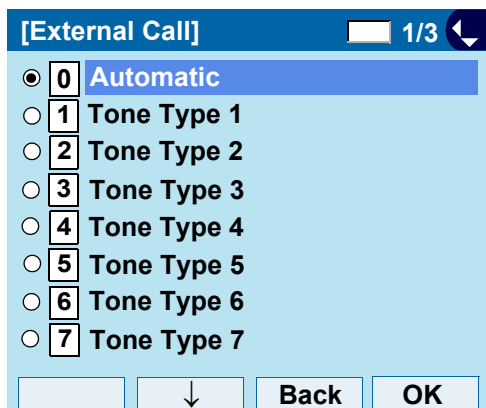 [External Call] 1/3
0 Automatic
1 Tone Type 1
2 Tone Type 2
3 Tone Type 3
4 Tone Type 4
5 Tone Type 5
6 Tone Type 6
7 Tone Type 7
↓ Back OK